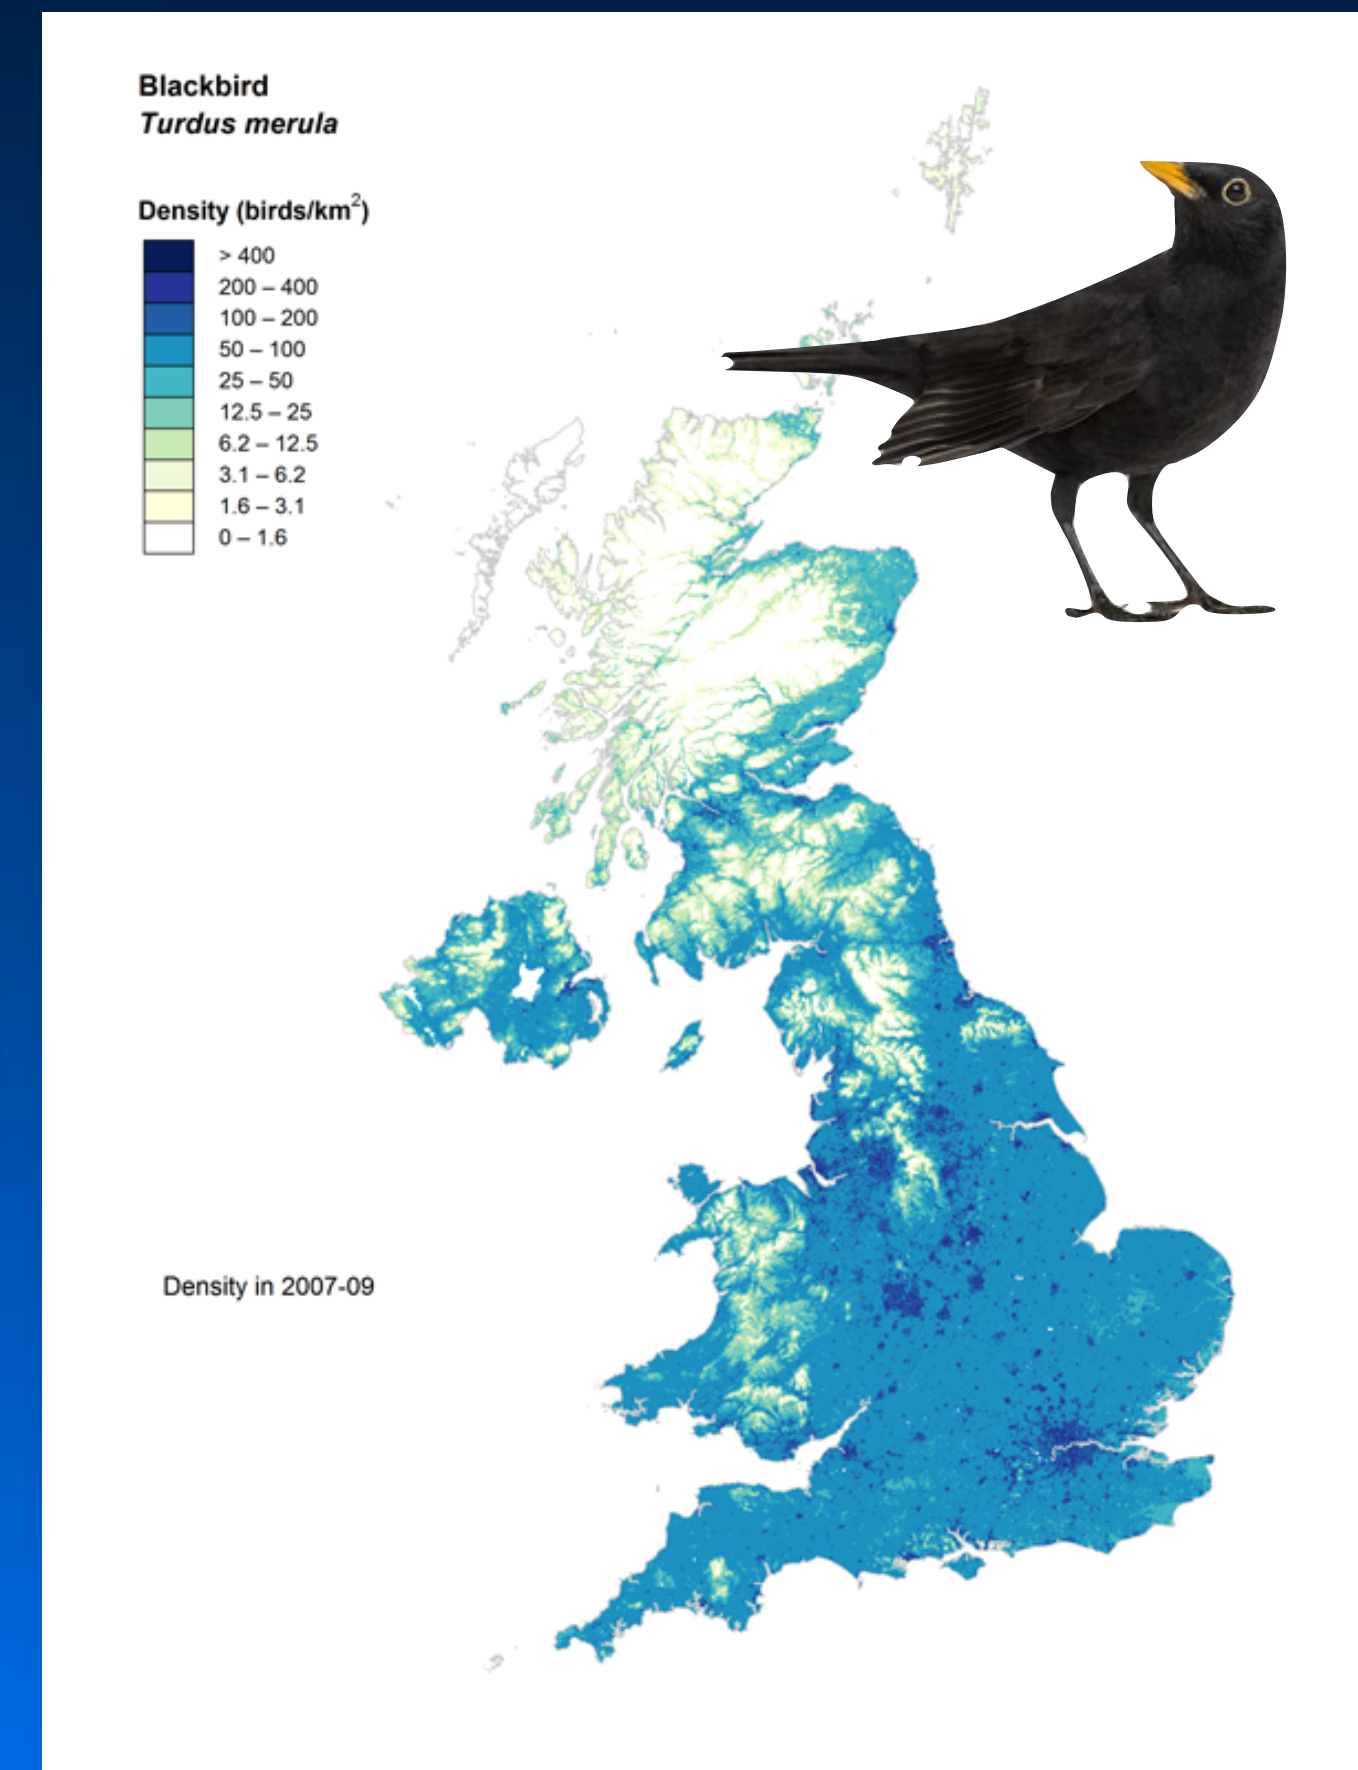 Blackbird
Turdus merula
Density (birds/km²)
> 400
200 – 400
100 – 200
50 – 100
25 – 50
12.5 – 25
6.2 – 12.5
3.1 – 6.2
1.6 – 3.1
0 – 1.6
Density in 2007-09